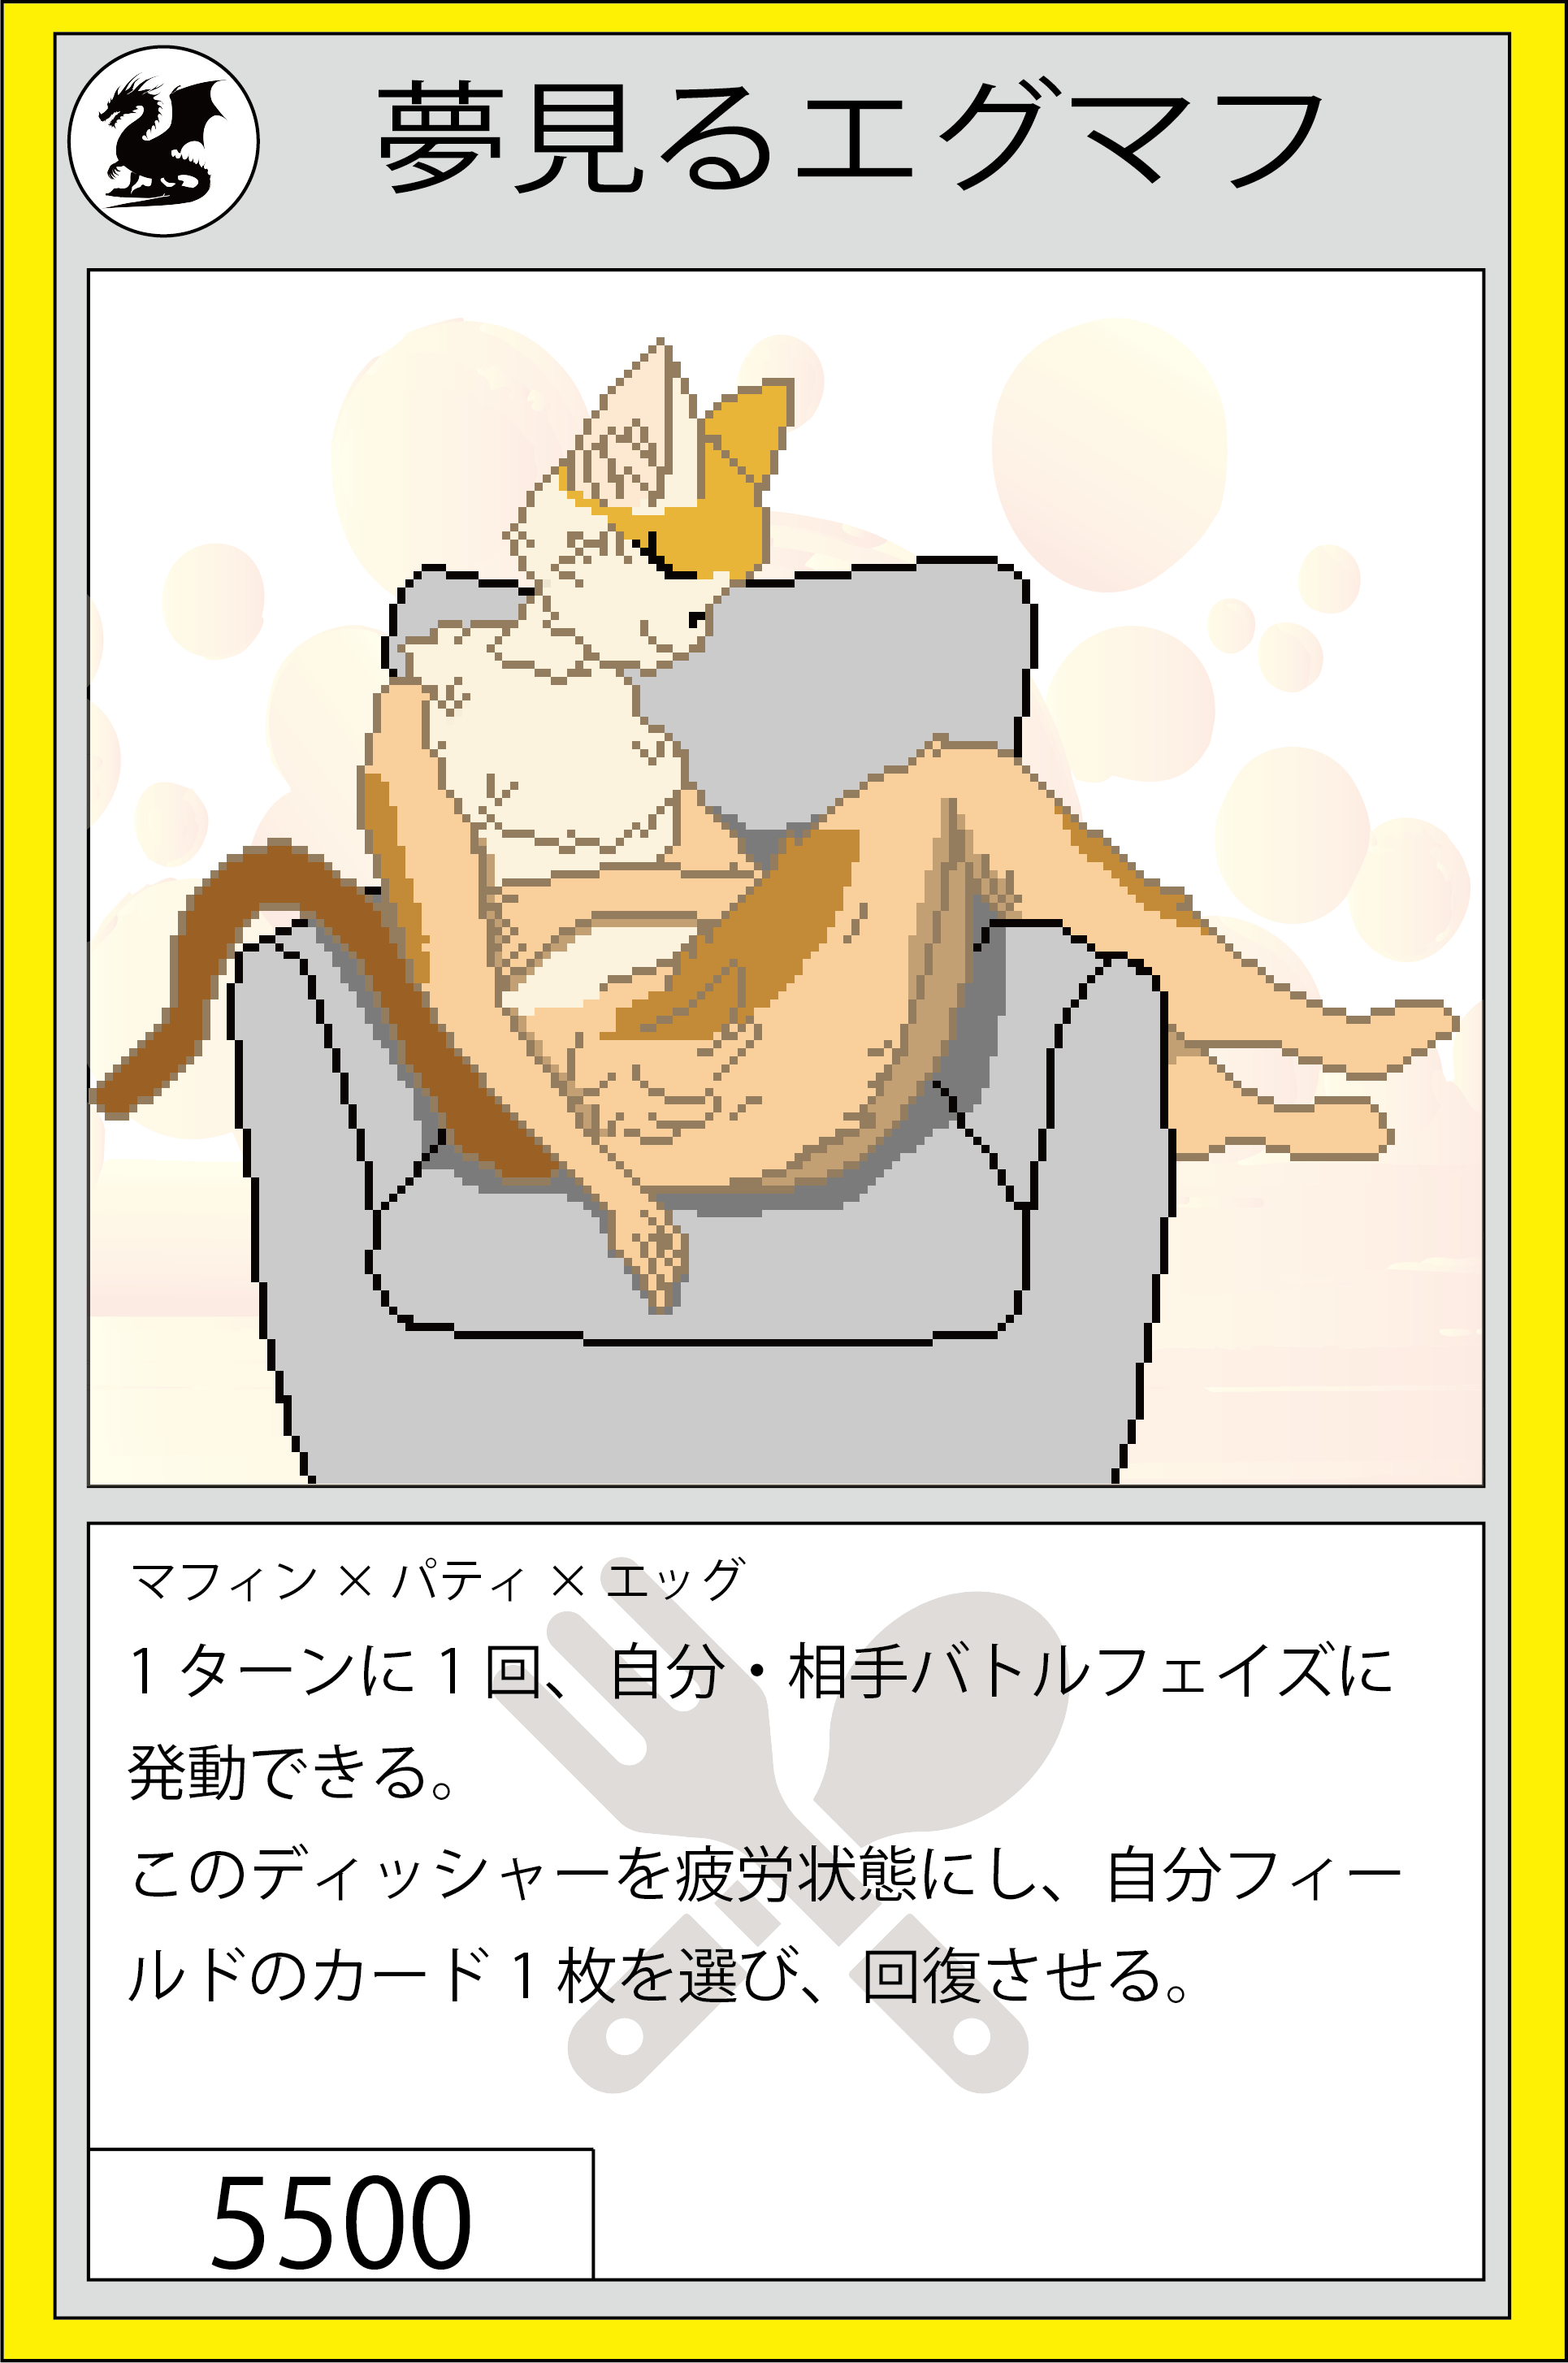 夢見るエグマフ
マフィン × パティ × エッグ
1 ターンに 1 回、自分・相手バトルフェイズに
発動できる。
このディッシャーを疲労状態にし、自分フィー
ルドのカード 1 枚を選び、回復させる。
5500